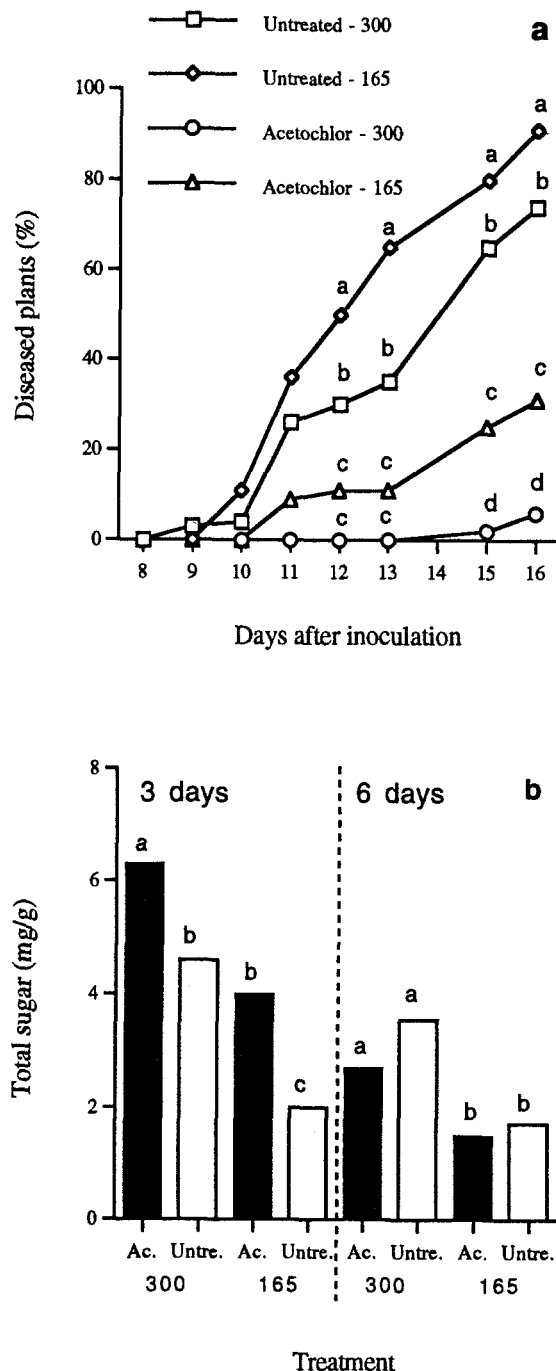 Untreated - 300
a
Untreated - 165
Acetochlor - 300
Acetochlor - 165
100
80
60
40
20
0
Diseased plants (%)
a
a
a
a
b
b
b
b
c
c
c
c
c
c
d
d
8 9 10 11 12 13 14 15 16
Days after inoculation
8
6
4
2
0
Total sugar (mg/g)
3 days
6 days
b
a
b
b
c
a
a
b
b
Ac. Untre. Ac. Untre. Ac. Untre. Ac. Untre.
300 165 300 165
Treatment